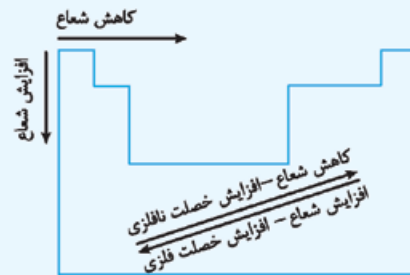 کاهش شعاع
افزایش شعاع
کاهش شعاع – افزایش خصلت نافلزی
افزایش شعاع – افزایش خصلت فلزی